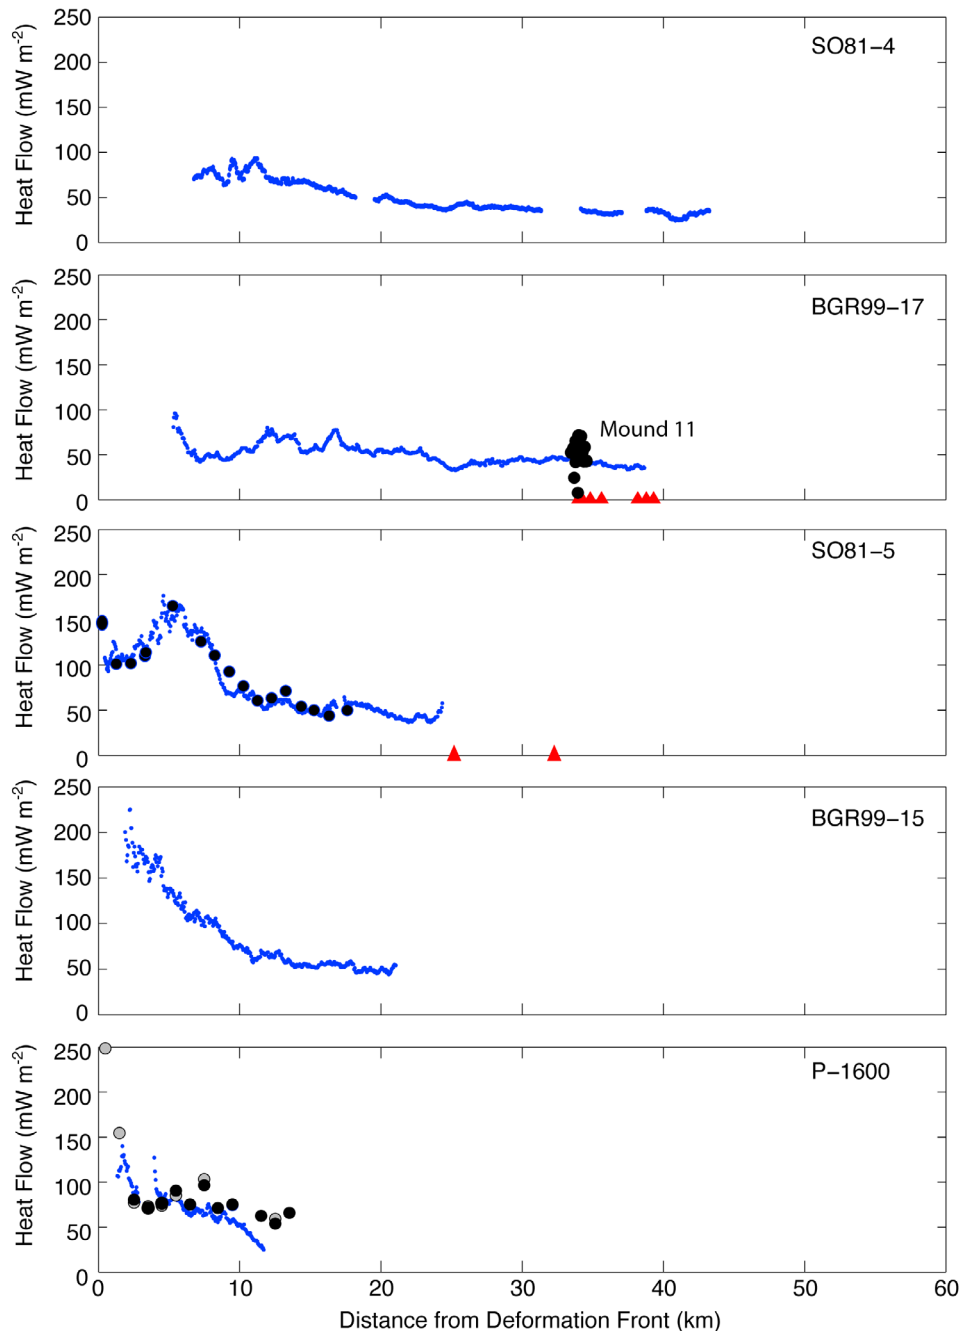 250
200
150
100
50
0
Heat Flow (mW m-2)
SO81−4
250
200
150
100
50
0
Heat Flow (mW m-2)
BGR99−17
Mound 11
250
200
150
100
50
0
Heat Flow (mW m-2)
SO81−5
250
200
150
100
50
0
Heat Flow (mW m-2)
BGR99−15
250
200
150
100
50
0
Heat Flow (mW m-2)
P−1600
0 10 20 30 40 50 60
Distance from Deformation Front (km)